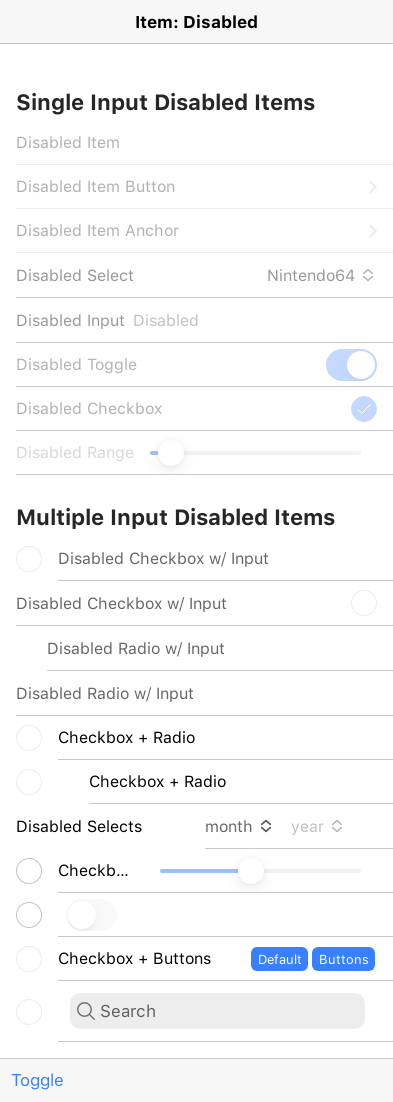 Item: Disabled
Single Input Disabled Items
Disabled Item
Disabled Item Button
Disabled Item Anchor
Disabled Select Nintendo64
Disabled Input Disabled
Disabled Toggle
Disabled Checkbox
Disabled Range
Multiple Input Disabled Items
Disabled Checkbox w/ Input
Disabled Checkbox w/ Input
Disabled Radio w/ Input
Disabled Radio w/ Input
Checkbox + Radio
Checkbox + Radio
Disabled Selects month year
Checkb...
Checkbox + Buttons Default Buttons
Search
Toggle